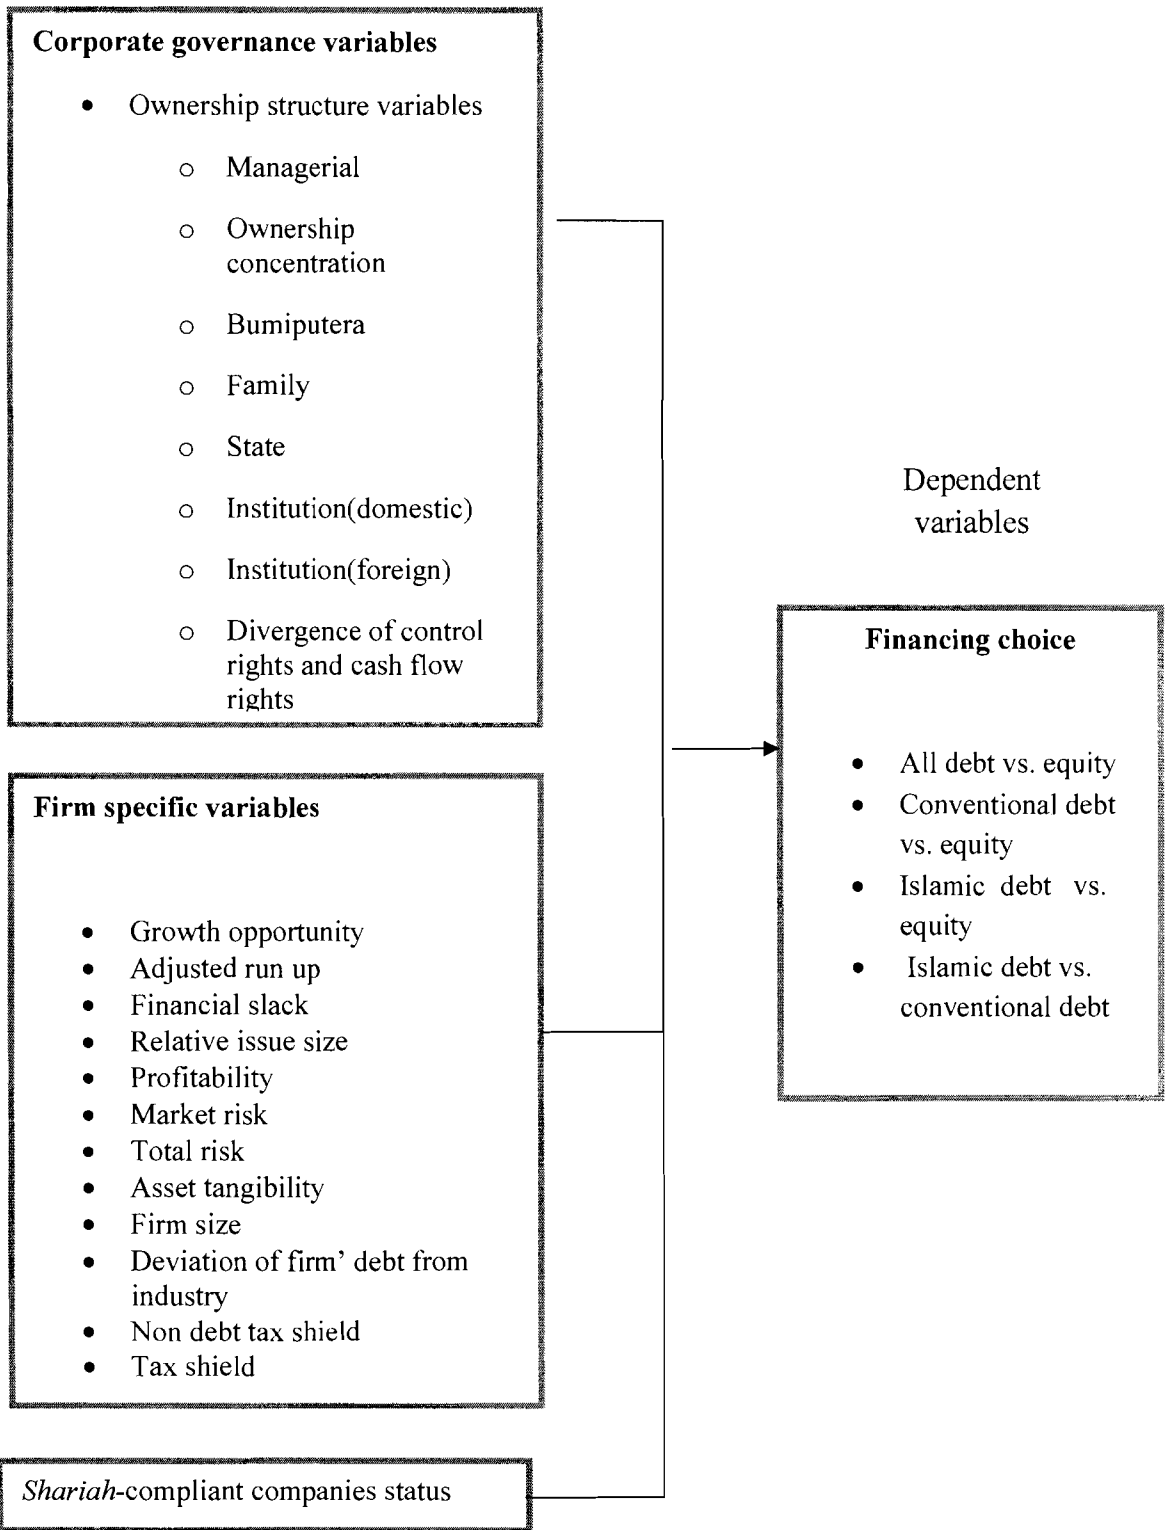 Corporate governance variables
• Ownership structure variables
o Managerial
o Ownership
concentration
o Bumiputera
o Family
o State
o Institution(domestic)
o Institution(foreign)
o Divergence of control
rights and cash flow
rights
Firm specific variables
• Growth opportunity
• Adjusted run up
• Financial slack
• Relative issue size
• Profitability
• Market risk
• Total risk
• Asset tangibility
• Firm size
• Deviation of firm' debt from
industry
• Non debt tax shield
• Tax shield
Shariah-compliant companies status
Dependent
variables
Financing choice
• All debt vs. equity
• Conventional debt
vs. equity
• Islamic debt vs.
equity
• Islamic debt vs.
conventional debt